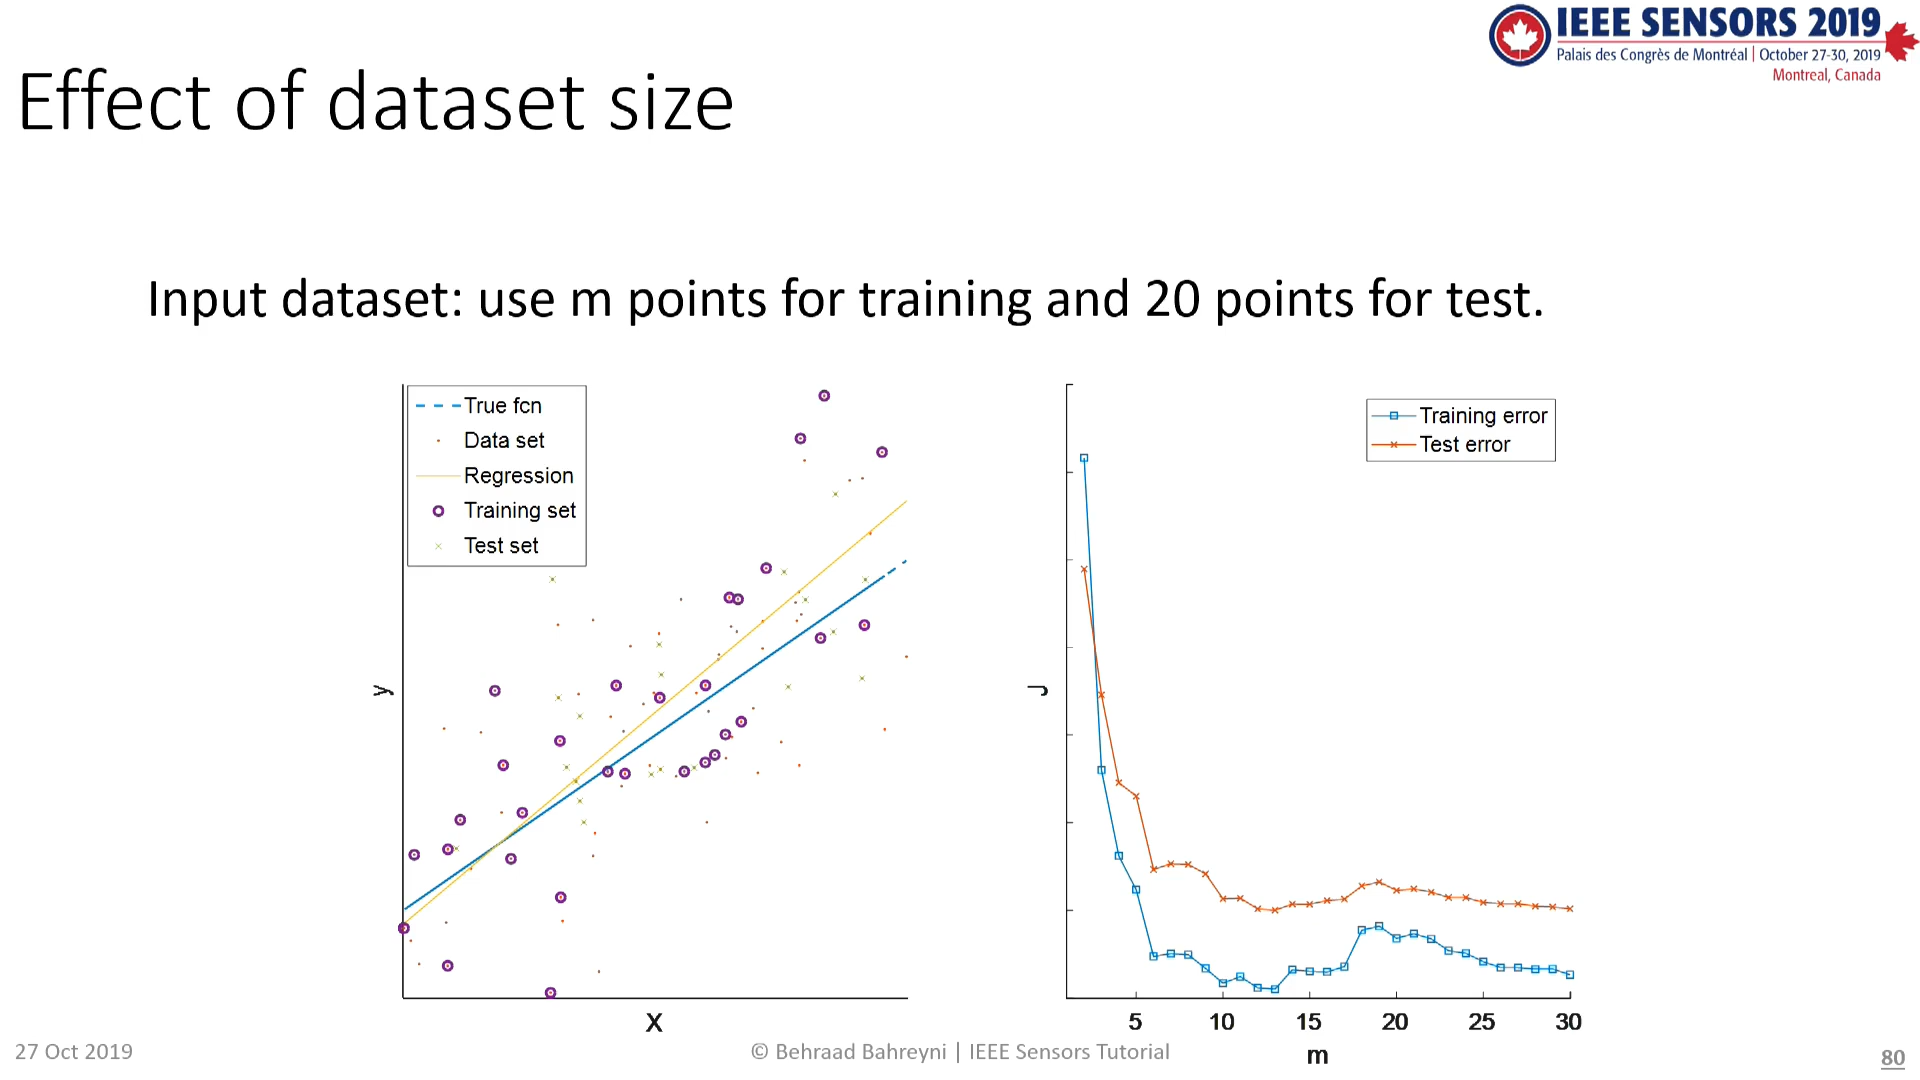 IEEE SENSORS 2019
Palais des Congrès de Montréal | October 27-30, 2019
Montreal, Canada
Effect of dataset size
Input dataset: use m points for training and 20 points for test.
True fcn
Data set
Regression
Training set
Test set
y
X
Training error
Test error
J
5 10 15 20 25 30
m
27 Oct 2019
© Behraad Bahreyni | IEEE Sensors Tutorial
80